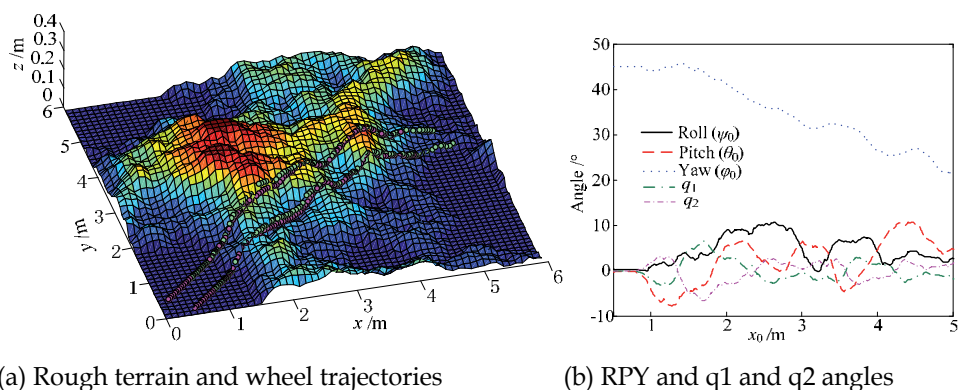 0.4
0.3
0.2
0.1
0
z /m
6
5
4
3
2
1
0
y /m
0
1
2
3
4
5
6
x /m
50
40
30
20
10
0
-10
Angle /°
Roll (ψ₀)
Pitch (θ₀)
Yaw (φ₀)
q₁
q₂
1
2
3
4
5
x₀ /m
(a) Rough terrain and wheel trajectories
(b) RPY and q1 and q2 angles